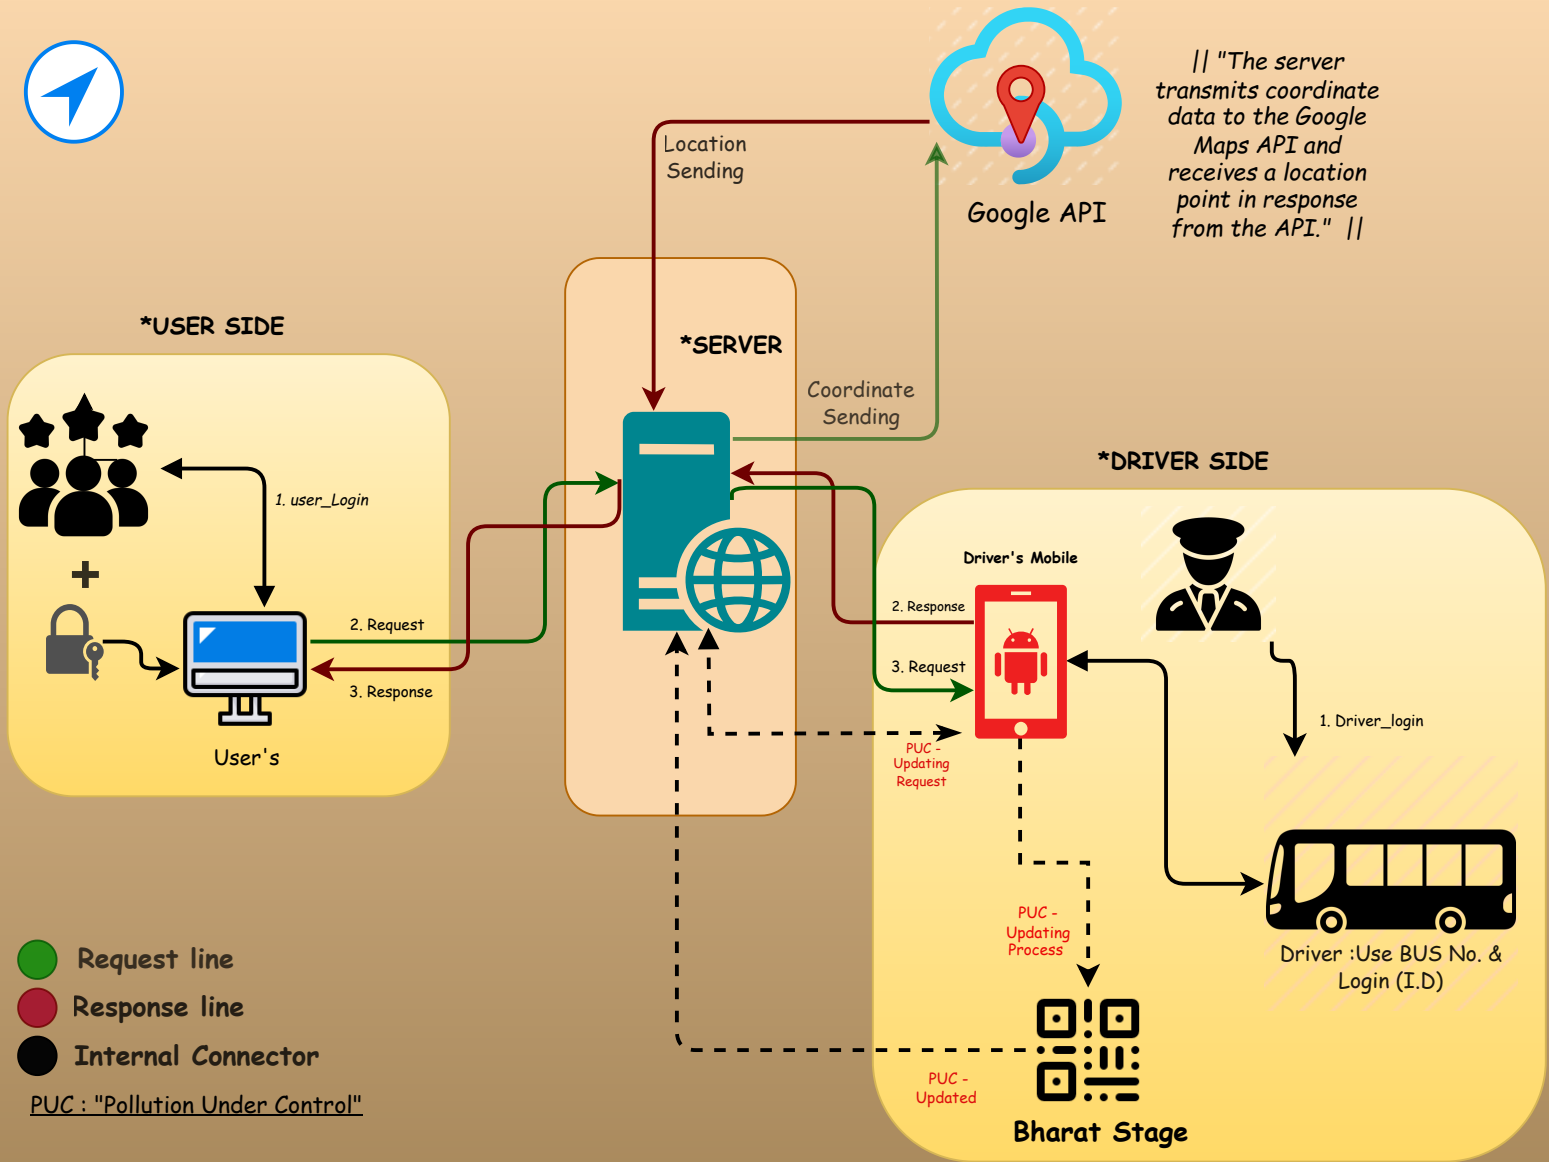 || "The server
transmits coordinate
data to the Google
Maps API and
receives a location
point in response
from the API." ||
Location
Sending
Google API
*USER SIDE
*SERVER
Coordinate
Sending
*DRIVER SIDE
1. user_Login
Driver's Mobile
2. Response
2. Request
3. Request
3. Response
1. Driver_login
User's
PUC -
Updating
Request
PUC -
Updating
Process
Driver :Use BUS No. &
Login (I.D)
Request line
Response line
Internal Connector
PUC : "Pollution Under Control"
PUC -
Updated
Bharat Stage